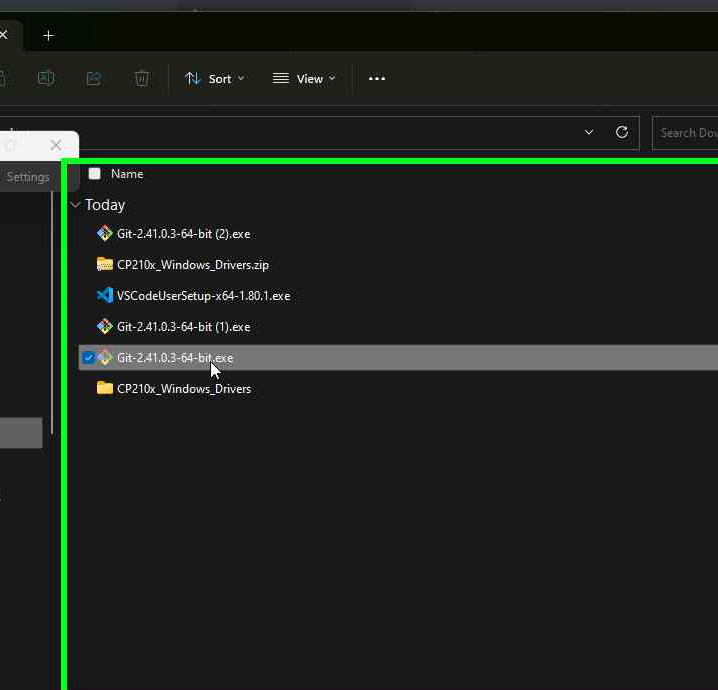 Sort
View
Search Dow
Settings
Name
Today
Git-2.41.0.3-64-bit (2).exe
CP210x_Windows_Drivers.zip
VSCodeUserSetup-x64-1.80.1.exe
Git-2.41.0.3-64-bit (1).exe
Git-2.41.0.3-64-bit.exe
CP210x_Windows_Drivers